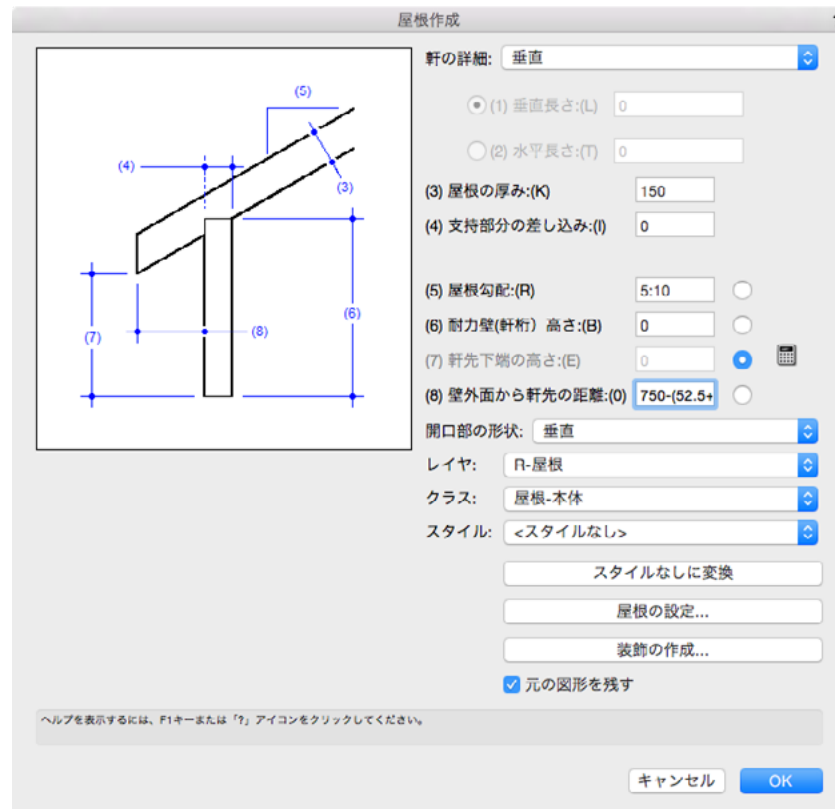 屋根作成
軒の詳細: 垂直
(1) 垂直長さ:(L) 0
(2) 水平長さ:(T) 0
(3) 屋根の厚み:(K) 150
(4) 支持部分の差し込み:(I) 0
(5) 屋根勾配:(R) 5:10
(6) 耐力壁(軒桁）高さ:(B) 0
(7) 軒先下端の高さ:(E) 0
(8) 壁外面から軒先の距離:(0) 750-(52.5+
開口部の形状: 垂直
レイヤ: R-屋根
クラス: 屋根-本体
スタイル: <スタイルなし>
スタイルなしに変換
屋根の設定...
装飾の作成...
元の図形を残す
(5)
(4)
(3)
(6)
(8)
(7)
ヘルプを表示するには、F1キーまたは「?」アイコンをクリックしてください。
キャンセル OK